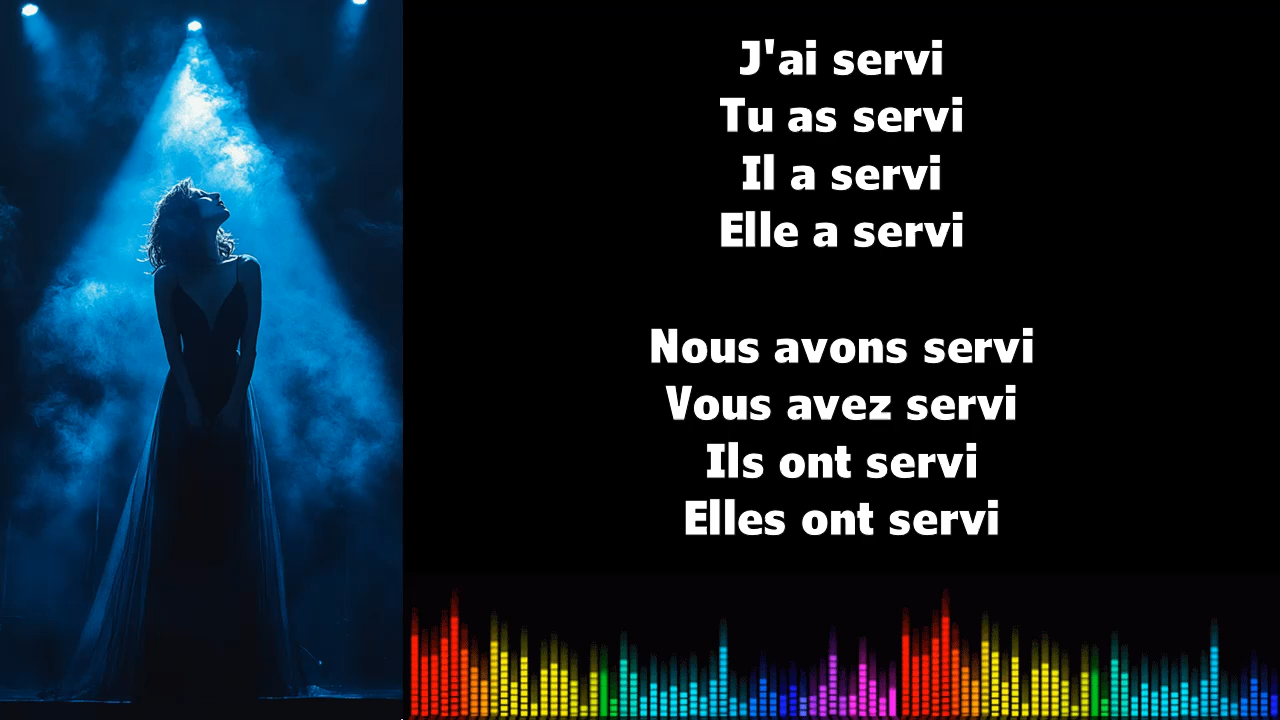 J'ai servi
Tu as servi
Il a servi
Elle a servi
Nous avons servi
Vous avez servi
Ils ont servi
Elles ont servi